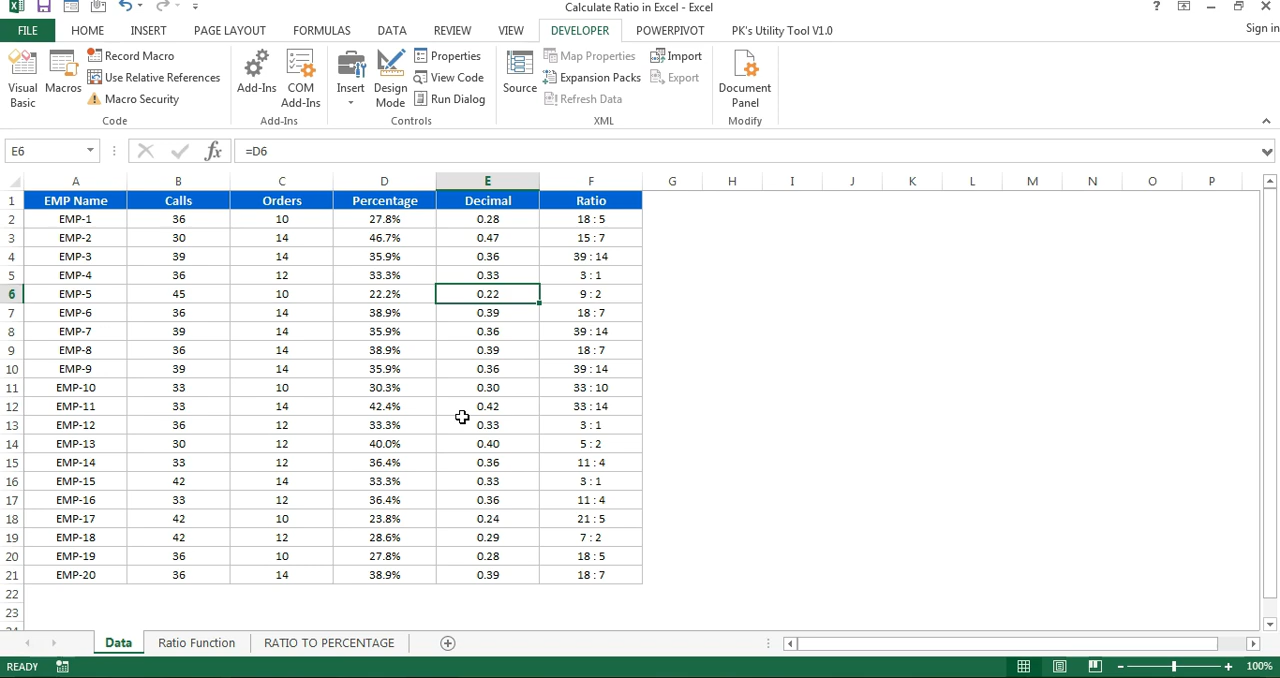 Calculate Ratio in Excel - Excel
?
FILE HOME INSERT PAGE LAYOUT FORMULAS DATA REVIEW VIEW DEVELOPER POWERPIVOT PK's Utility Tool V1.0 Sign in
Visual Basic
Macros
Record Macro
Use Relative References
Macro Security
Code
Add-Ins
COM Add-Ins
Add-Ins
Insert
Design Mode
Properties
View Code
Run Dialog
Controls
Source
Map Properties
Expansion Packs
Refresh Data
Import
Export
XML
Document Panel
Modify
E6 fx =D6
A B C D E F G H I J K L M N O P
1 EMP Name Calls Orders Percentage Decimal Ratio
2 EMP-1 36 10 27.8% 0.28 18 : 5
3 EMP-2 30 14 46.7% 0.47 15 : 7
4 EMP-3 39 14 35.9% 0.36 39 : 14
5 EMP-4 36 12 33.3% 0.33 3 : 1
6 EMP-5 45 10 22.2% 0.22 9 : 2
7 EMP-6 36 14 38.9% 0.39 18 : 7
8 EMP-7 39 14 35.9% 0.36 39 : 14
9 EMP-8 36 14 38.9% 0.39 18 : 7
10 EMP-9 39 14 35.9% 0.36 39 : 14
11 EMP-10 33 10 30.3% 0.30 33 : 10
12 EMP-11 33 14 42.4% 0.42 33 : 14
13 EMP-12 36 12 33.3% 0.33 3 : 1
14 EMP-13 30 12 40.0% 0.40 5 : 2
15 EMP-14 33 12 36.4% 0.36 11 : 4
16 EMP-15 42 14 33.3% 0.33 3 : 1
17 EMP-16 33 12 36.4% 0.36 11 : 4
18 EMP-17 42 10 23.8% 0.24 21 : 5
19 EMP-18 42 12 28.6% 0.29 7 : 2
20 EMP-19 36 10 27.8% 0.28 18 : 5
21 EMP-20 36 14 38.9% 0.39 18 : 7
22
23
Data Ratio Function RATIO TO PERCENTAGE
READY 100%